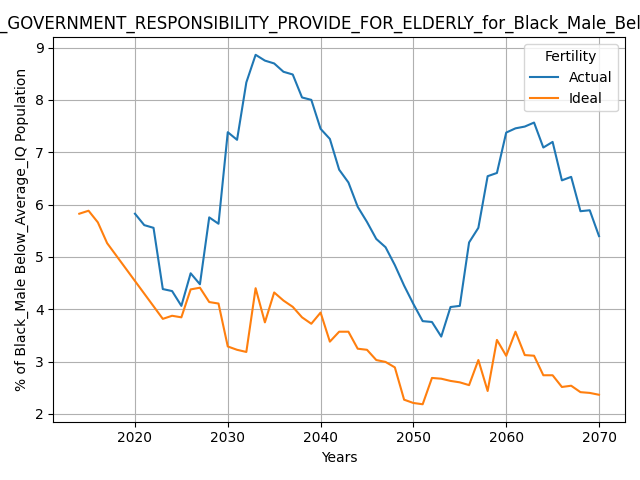 _GOVERNMENT_RESPONSIBILITY_PROVIDE_FOR_ELDERLY_for_Black_Male_Bel
% of Black_Male Below_Average_IQ Population
9
8
7
6
5
4
3
2
Fertility
Actual
Ideal
2020 2030 2040 2050 2060 2070
Years